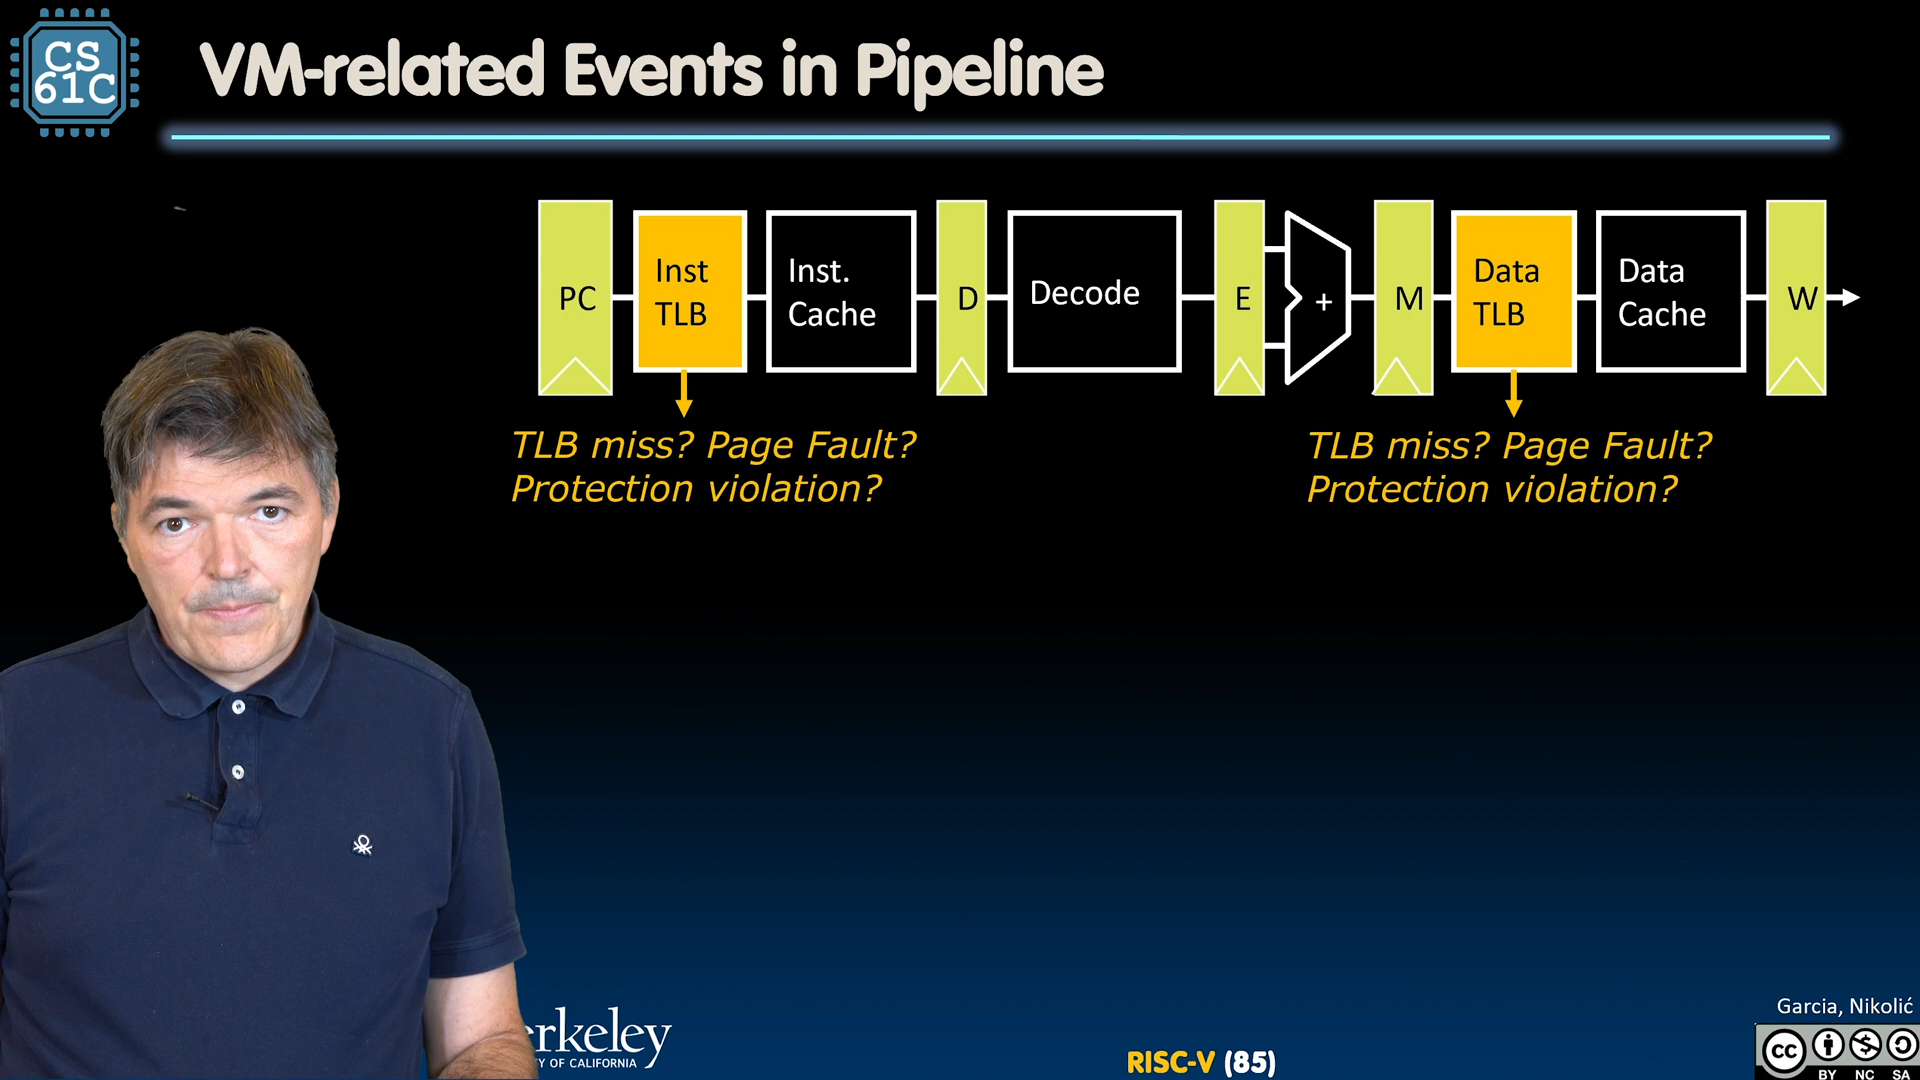 CS
61C
VM-related Events in Pipeline
PC
Inst
TLB
Inst.
Cache
D
Decode
E
+
M
Data
TLB
Data
Cache
W
TLB miss? Page Fault?
Protection violation?
TLB miss? Page Fault?
Protection violation?
erkeley
Y OF CALIFORNIA
RISC-V (85)
Garcia, Nikolić
cc
BY NC SA